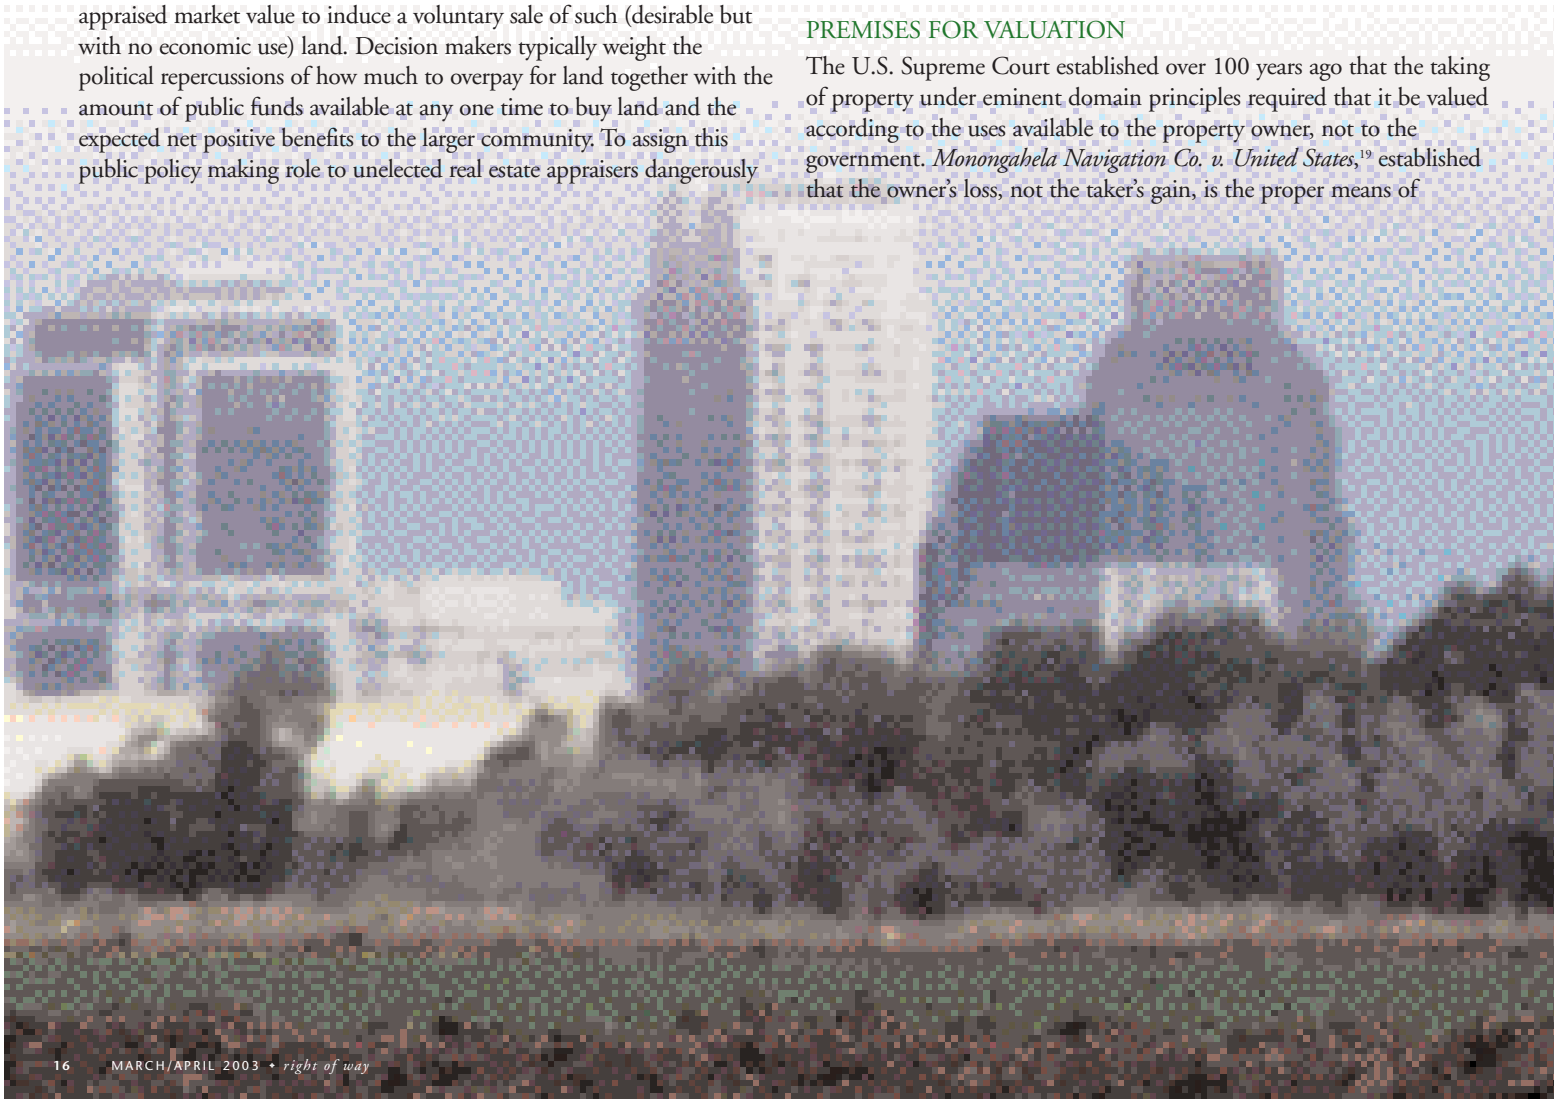 appraised market value to induce a voluntary sale of such (desirable but
with no economic use) land. Decision makers typically weight the
political repercussions of how much to overpay for land together with the
amount of public funds available at any one time to buy land and the
expected net positive benefits to the larger community. To assign this
public policy making role to unelected real estate appraisers dangerously
PREMISES FOR VALUATION
The U.S. Supreme Court established over 100 years ago that the taking
of property under eminent domain principles required that it be valued
according to the uses available to the property owner, not to the
government. Monongahela Navigation Co. v. United States,19 established
that the owner's loss, not the taker's gain, is the proper means of
16 MARCH/APRIL 2003 ✦ right of way